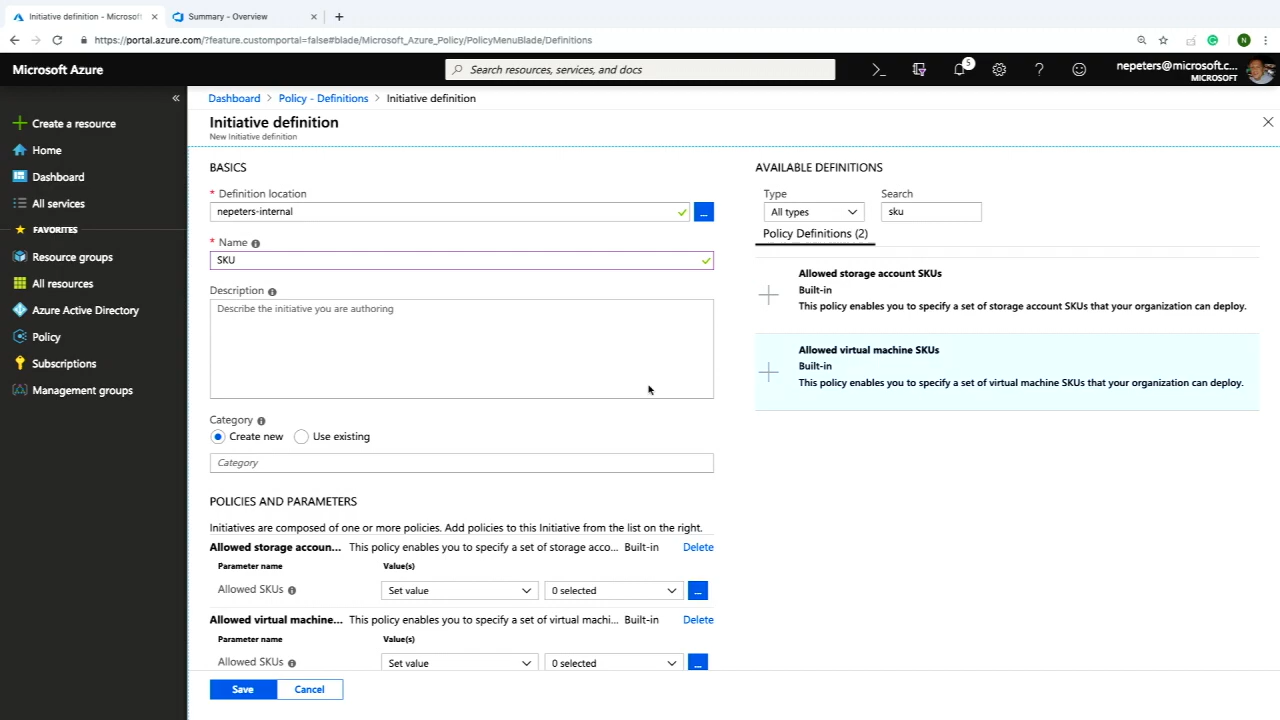 Initiative definition - Microsoft
Summary - Overview
https://portal.azure.com/?feature.customportal=false#blade/Microsoft_Azure_Policy/PolicyMenuBlade/Definitions
N
Microsoft Azure
Search resources, services, and docs
5
nepeters@microsoft.c...
MICROSOFT
Create a resource
Home
Dashboard
All services
FAVORITES
Resource groups
All resources
Azure Active Directory
Policy
Subscriptions
Management groups
Dashboard > Policy - Definitions > Initiative definition
Initiative definition
New Initiative definition
BASICS
* Definition location
nepeters-internal
...
* Name
SKU
Description
Describe the initiative you are authoring
Category
Create new Use existing
Category
POLICIES AND PARAMETERS
Initiatives are composed of one or more policies. Add policies to this Initiative from the list on the right.
Allowed storage accoun... This policy enables you to specify a set of storage acco... Built-in Delete
Parameter name Value(s)
Allowed SKUs Set value 0 selected ...
Allowed virtual machine... This policy enables you to specify a set of virtual machi... Built-in Delete
Parameter name Value(s)
Allowed SKUs Set value 0 selected ...
Save Cancel
AVAILABLE DEFINITIONS
Type Search
All types sku
Policy Definitions (2)
Allowed storage account SKUs
Built-in
This policy enables you to specify a set of storage account SKUs that your organization can deploy.
Allowed virtual machine SKUs
Built-in
This policy enables you to specify a set of virtual machine SKUs that your organization can deploy.